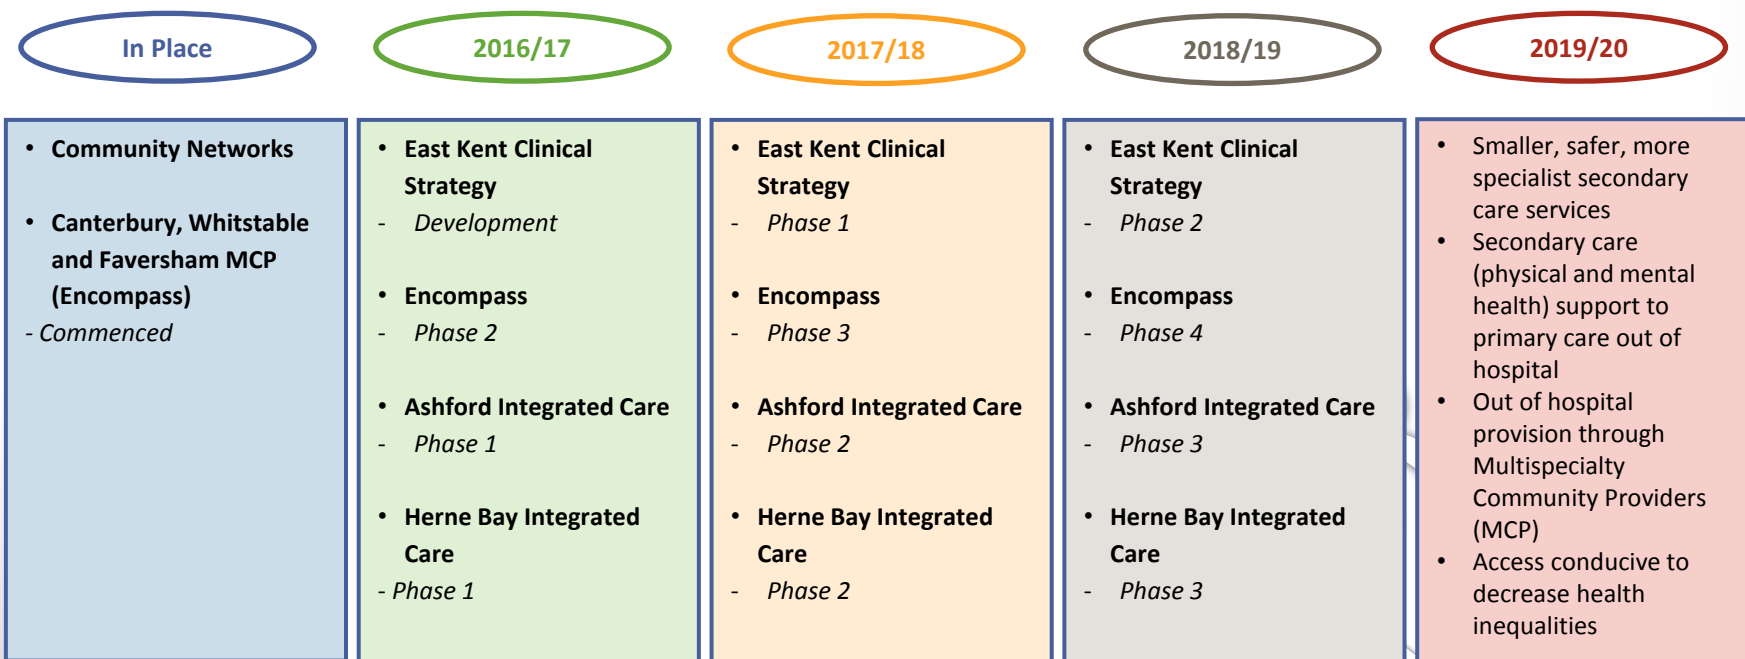 In Place
2016/17
2017/18
2018/19
2019/20
• Community Networks
• Canterbury, Whitstable
and Faversham MCP
(Encompass)
- Commenced
• East Kent Clinical
Strategy
- Development
• Encompass
- Phase 2
• Ashford Integrated Care
- Phase 1
• Herne Bay Integrated
Care
- Phase 1
• East Kent Clinical
Strategy
- Phase 1
• Encompass
- Phase 3
• Ashford Integrated Care
- Phase 2
• Herne Bay Integrated
Care
- Phase 2
• East Kent Clinical
Strategy
- Phase 2
• Encompass
- Phase 4
• Ashford Integrated Care
- Phase 3
• Herne Bay Integrated
Care
- Phase 3
• Smaller, safer, more
specialist secondary
care services
• Secondary care
(physical and mental
health) support to
primary care out of
hospital
• Out of hospital
provision through
Multispecialty
Community Providers
(MCP)
• Access conducive to
decrease health
inequalities